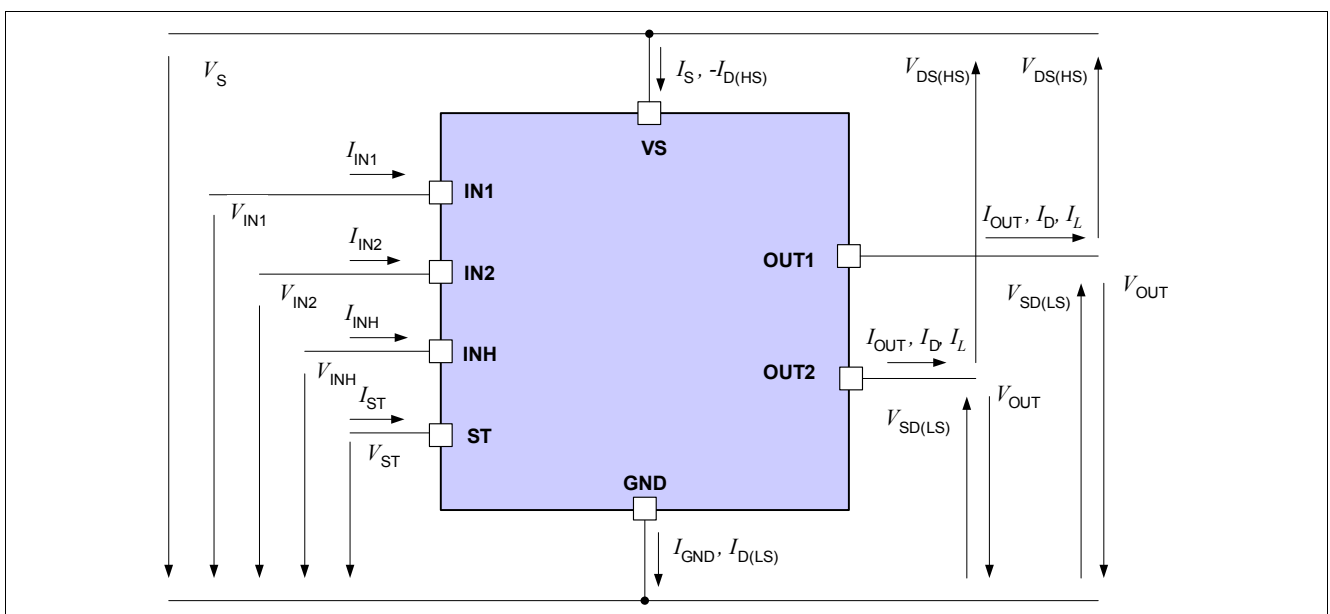 V_S
I_S , -I_D(HS)
V_DS(HS)
V_DS(HS)
VS
I_IN1
IN1
V_IN1
I_IN2
IN2
V_IN2
I_OUT , I_D, I_L
OUT1
V_SD(LS)
V_OUT
I_INH
INH
V_INH
I_OUT , I_D, I_L
OUT2
V_SD(LS)
V_OUT
I_ST
ST
V_ST
GND
I_GND , I_D(LS)